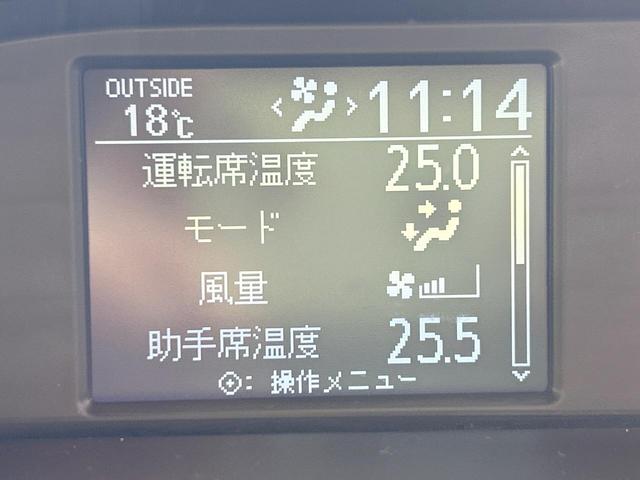 OUTSIDE
18℃ 11:14
運転席温度 25.0
モード
風量
助手席温度 25.5
: 操作メニュー